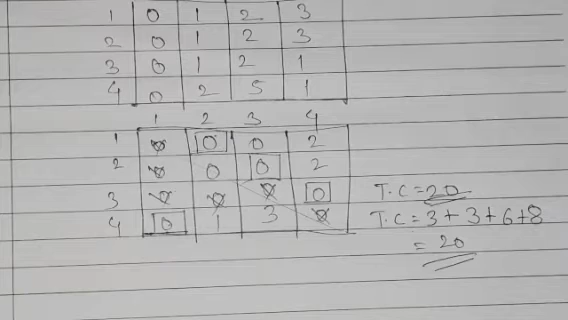 1 0 1 2 3
2 0 1 2 3
3 0 1 2 1
4 0 2 5 1
1 2 3 4
1 0 0 0 2
2 0 0 0 2
3 0 0 0 0 T.C = 20
4 0 1 3 0 T.C = 3 + 3 + 6 + 8
= 20